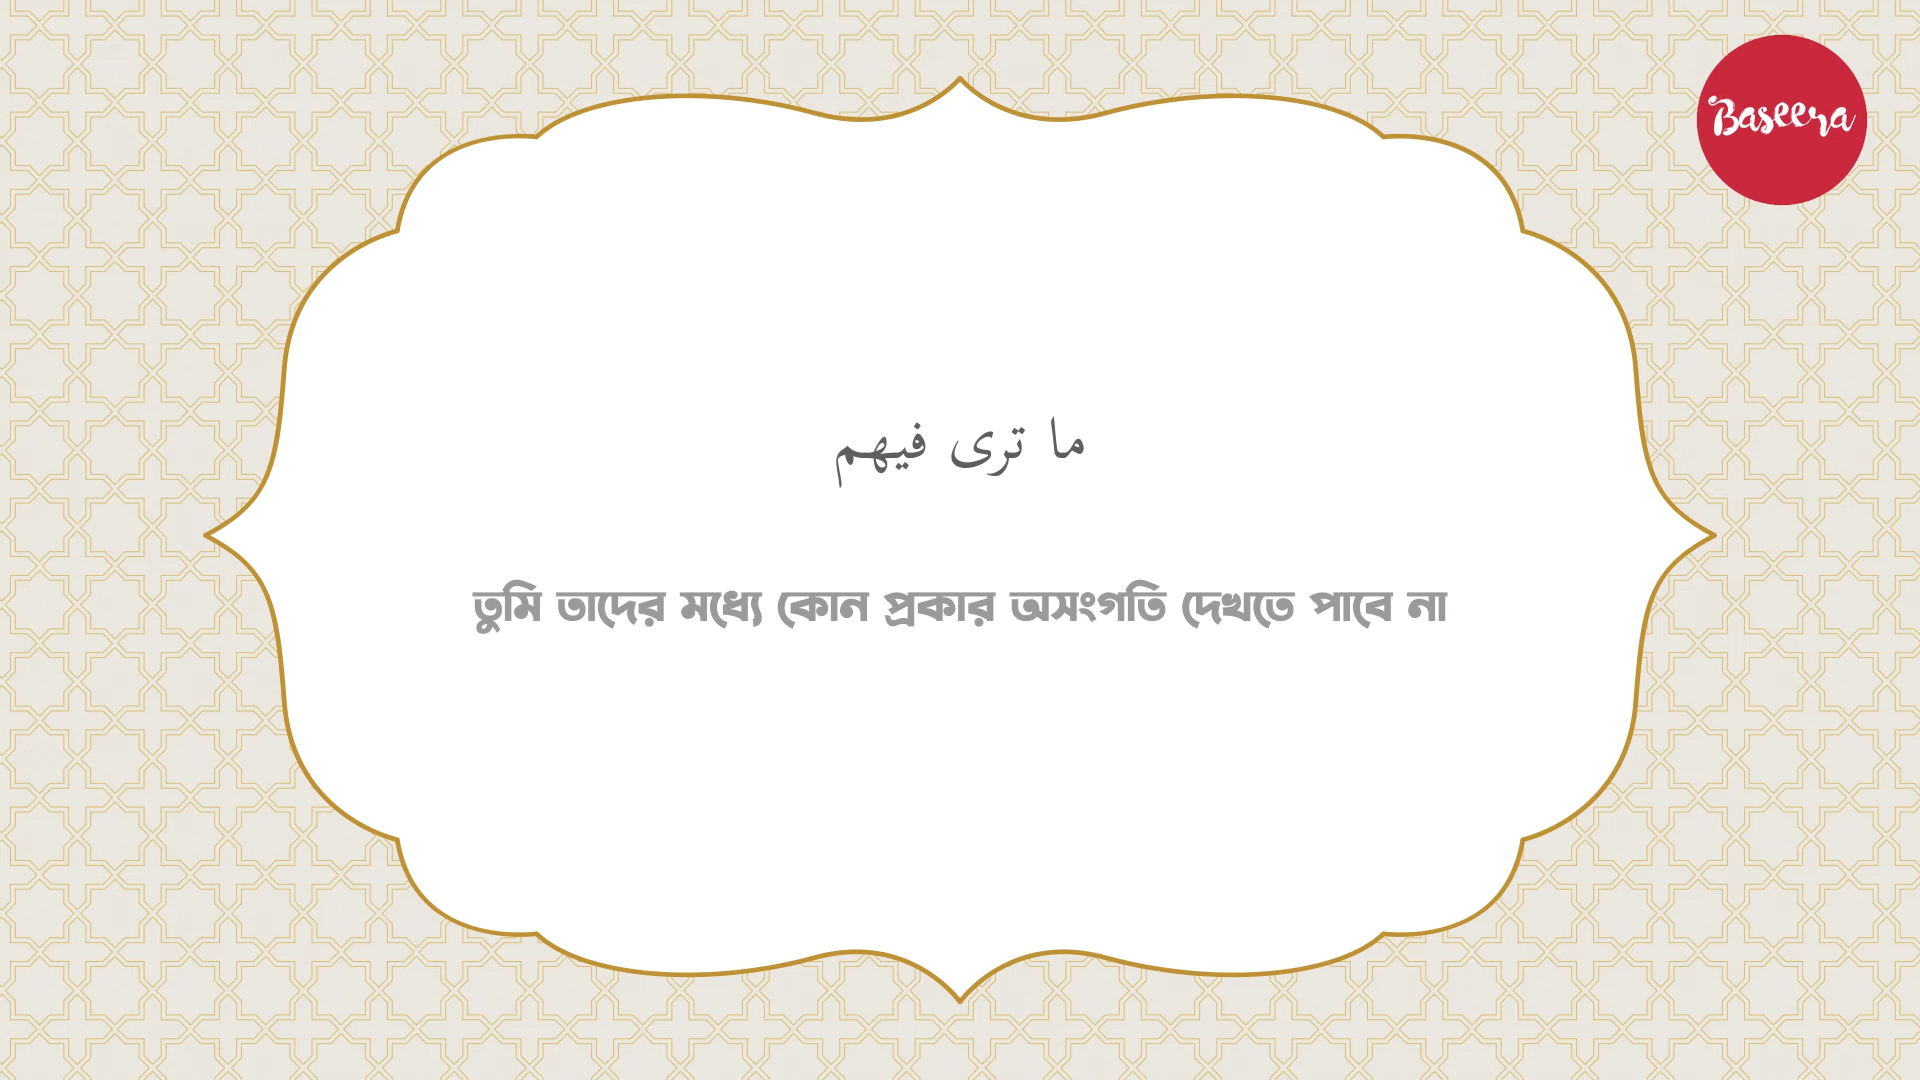 Baseera
ما ترى فيهم
তুমি তাদের মধ্যে কোন প্রকার অসংগতি দেখতে পাবে না